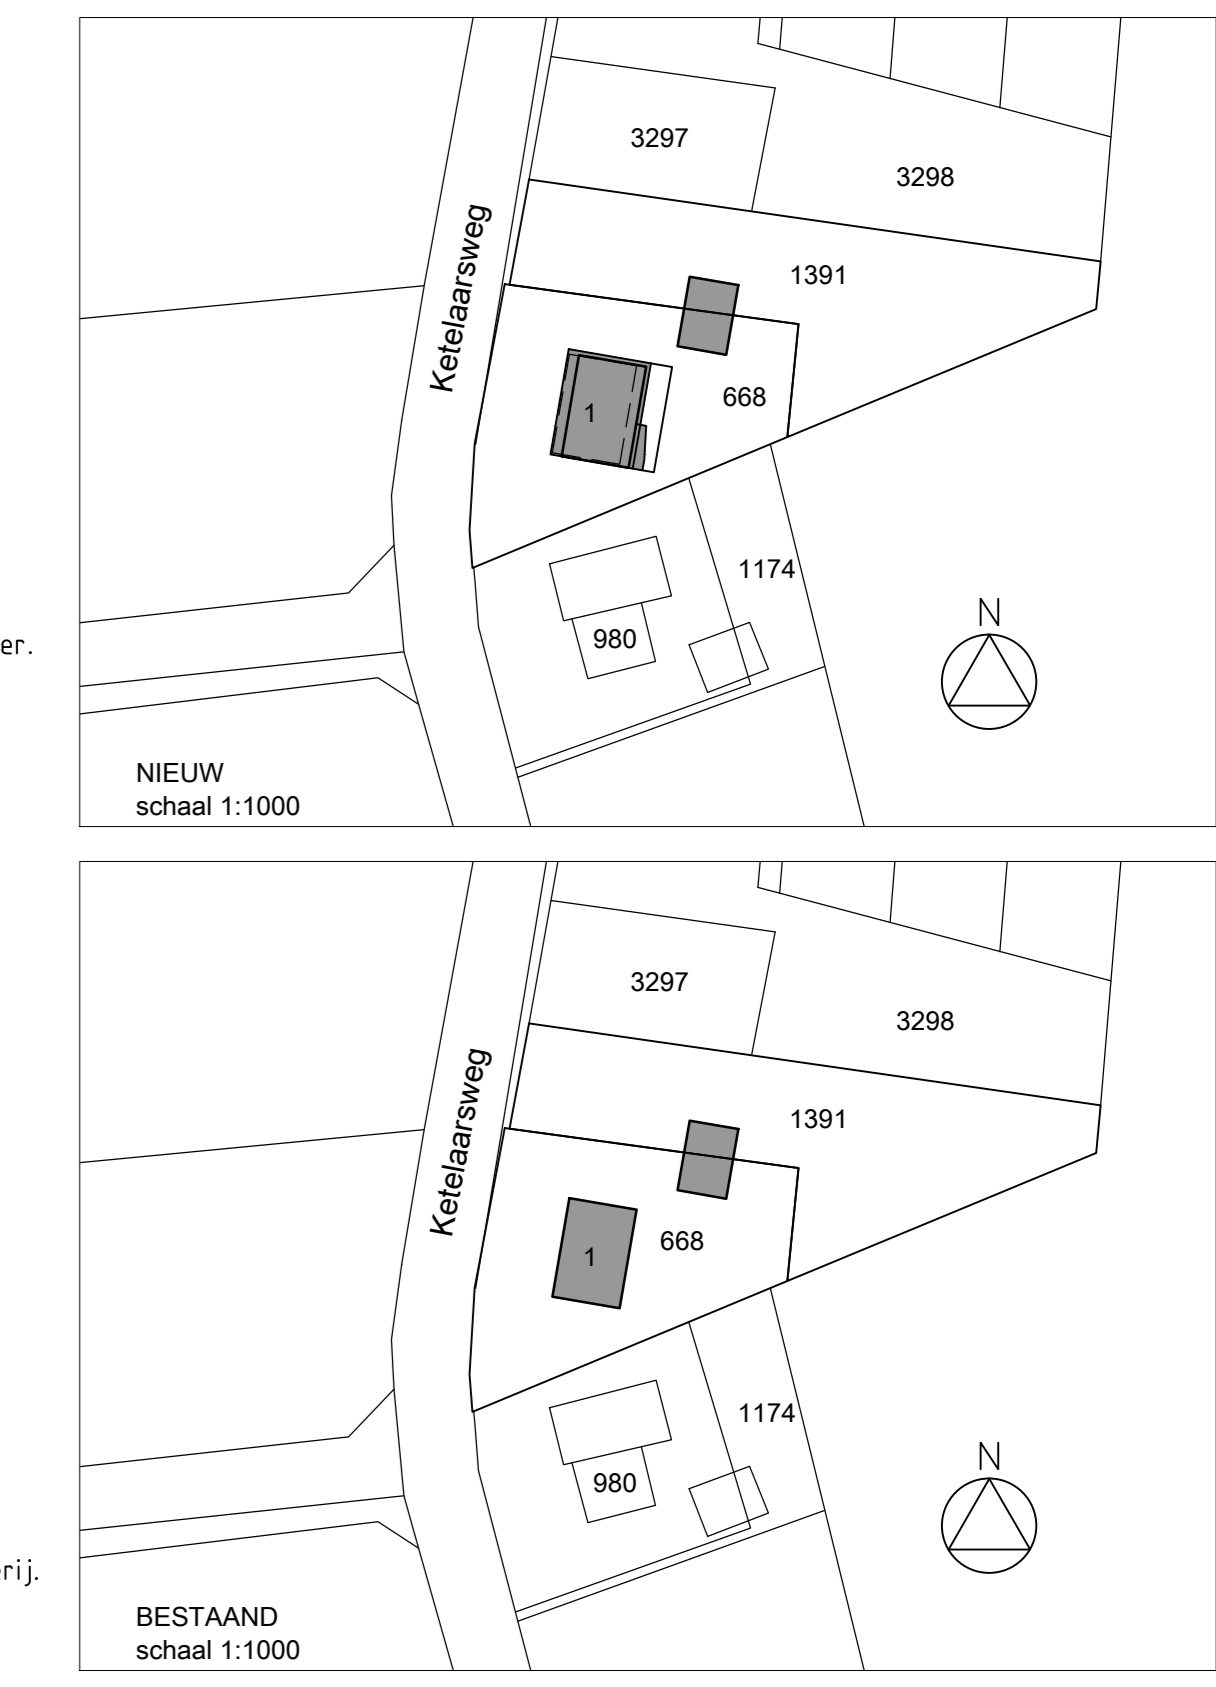 3297
3298
Ketelaarsweg
1391
668
1
1174
980
N
er.
NIEUW
schaal 1:1000
3297
3298
Ketelaarsweg
1391
668
1
1174
980
N
erij.
BESTAAND
schaal 1:1000